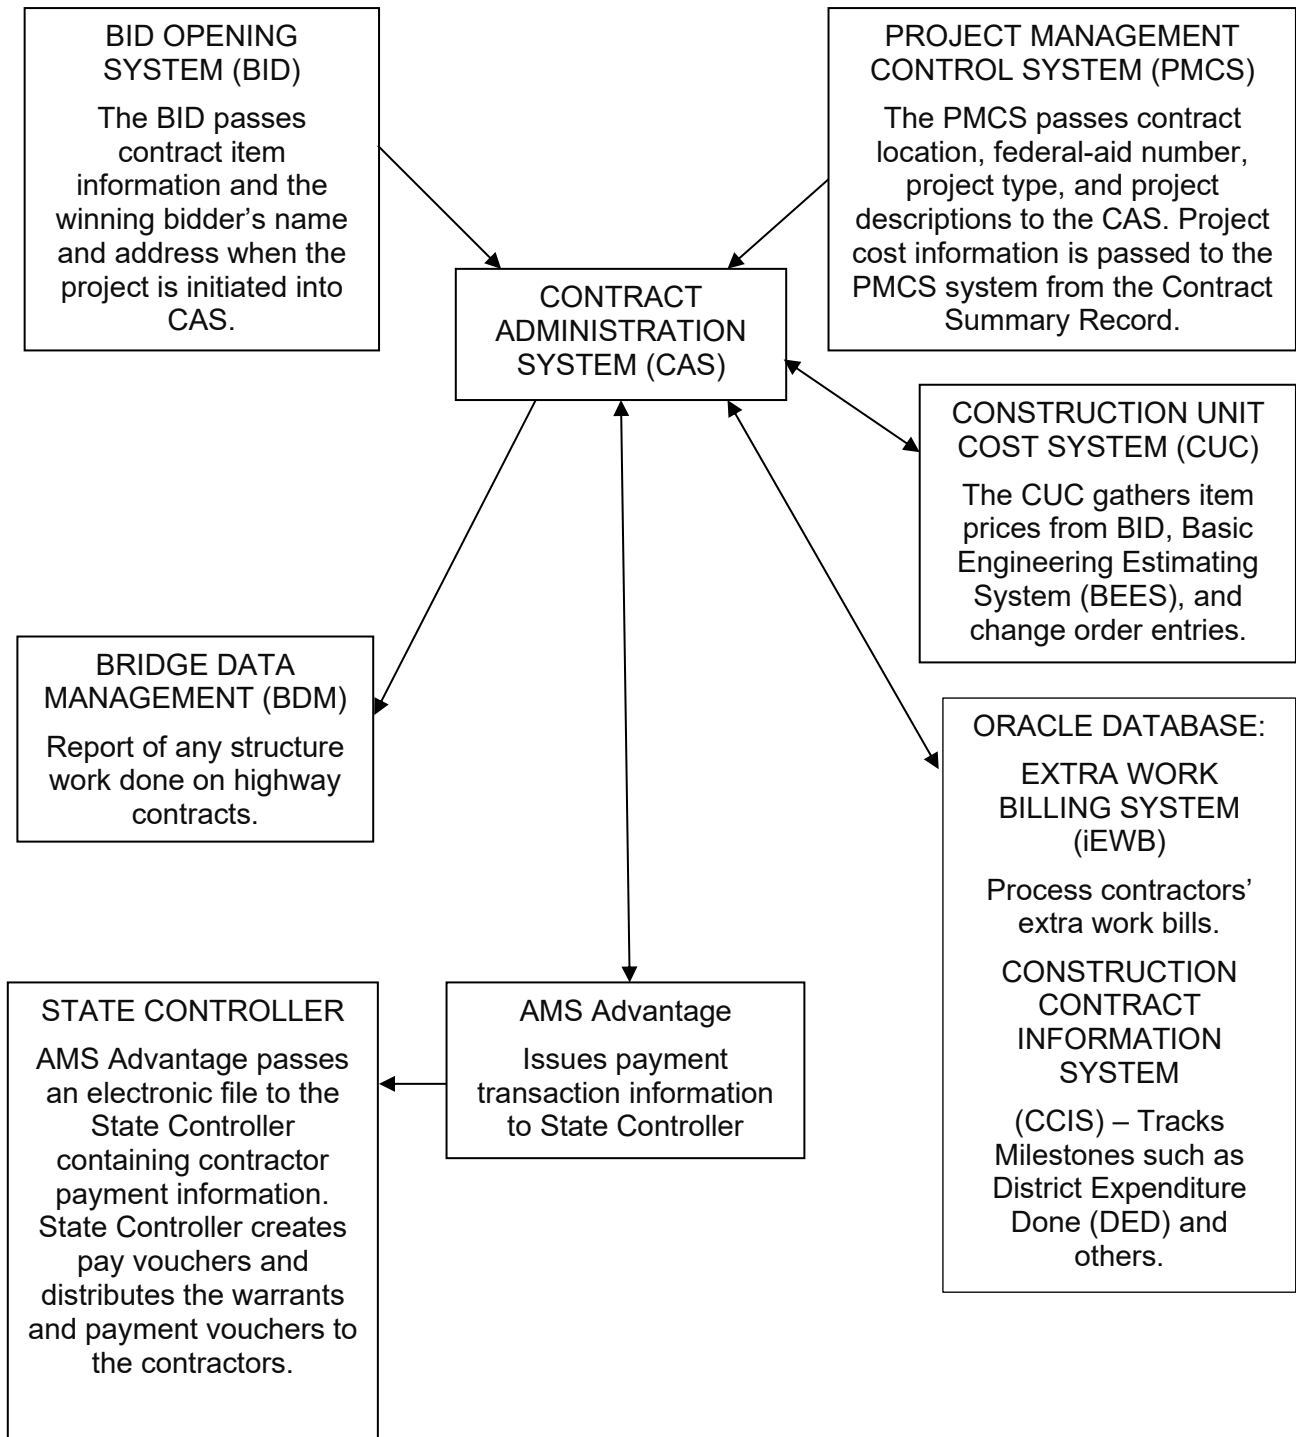 BID OPENING
SYSTEM (BID)
The BID passes
contract item
information and the
winning bidder’s name
and address when the
project is initiated into
CAS.
PROJECT MANAGEMENT
CONTROL SYSTEM (PMCS)
The PMCS passes contract
location, federal-aid number,
project type, and project
descriptions to the CAS. Project
cost information is passed to the
PMCS system from the Contract
Summary Record.
CONTRACT
ADMINISTRATION
SYSTEM (CAS)
CONSTRUCTION UNIT
COST SYSTEM (CUC)
The CUC gathers item
prices from BID, Basic
Engineering Estimating
System (BEES), and
change order entries.
BRIDGE DATA
MANAGEMENT (BDM)
Report of any structure
work done on highway
contracts.
ORACLE DATABASE:
EXTRA WORK
BILLING SYSTEM
(iEWB)
Process contractors’
extra work bills.
CONSTRUCTION
CONTRACT
INFORMATION
SYSTEM
(CCIS) – Tracks
Milestones such as
District Expenditure
Done (DED) and
others.
STATE CONTROLLER
AMS Advantage passes
an electronic file to the
State Controller
containing contractor
payment information.
State Controller creates
pay vouchers and
distributes the warrants
and payment vouchers to
the contractors.
AMS Advantage
Issues payment
transaction information
to State Controller